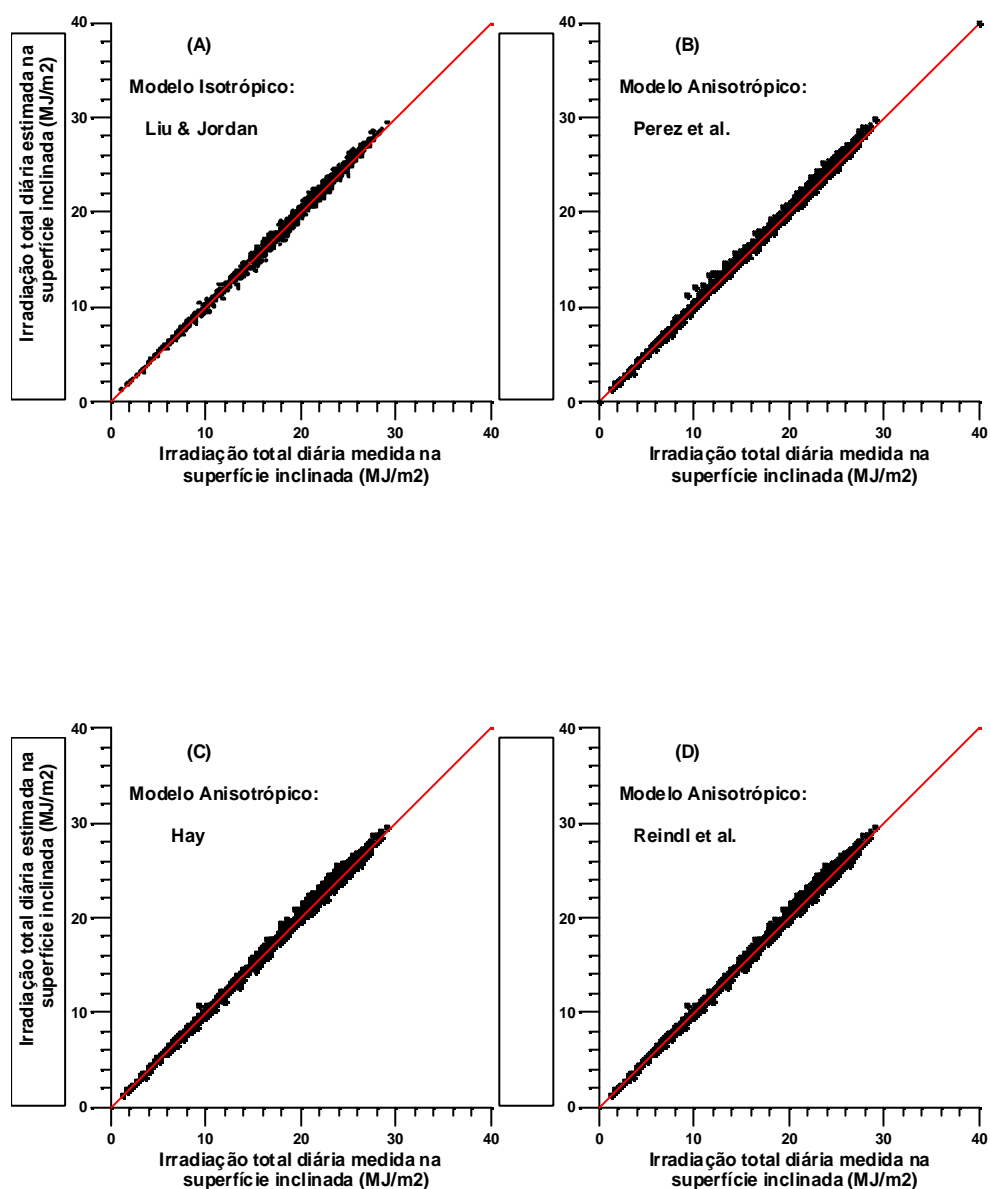 40
30
20
10
0
Irradiação total diária estimada na
superfície inclinada (MJ/m2)
(A)
Modelo Isotrópico:
Liu & Jordan
0 10 20 30 40
Irradiação total diária medida na
superfície inclinada (MJ/m2)
40
30
20
10
0
(B)
Modelo Anisotrópico:
Perez et al.
0 10 20 30 40
Irradiação total diária medida na
superfície inclinada (MJ/m2)
40
30
20
10
0
Irradiação total diária estimada na
superfície inclinada (MJ/m2)
(C)
Modelo Anisotrópico:
Hay
0 10 20 30 40
Irradiação total diária medida na
superfície inclinada (MJ/m2)
40
30
20
10
0
(D)
Modelo Anisotrópico:
Reindl et al.
0 10 20 30 40
Irradiação total diária medida na
superfície inclinada (MJ/m2)